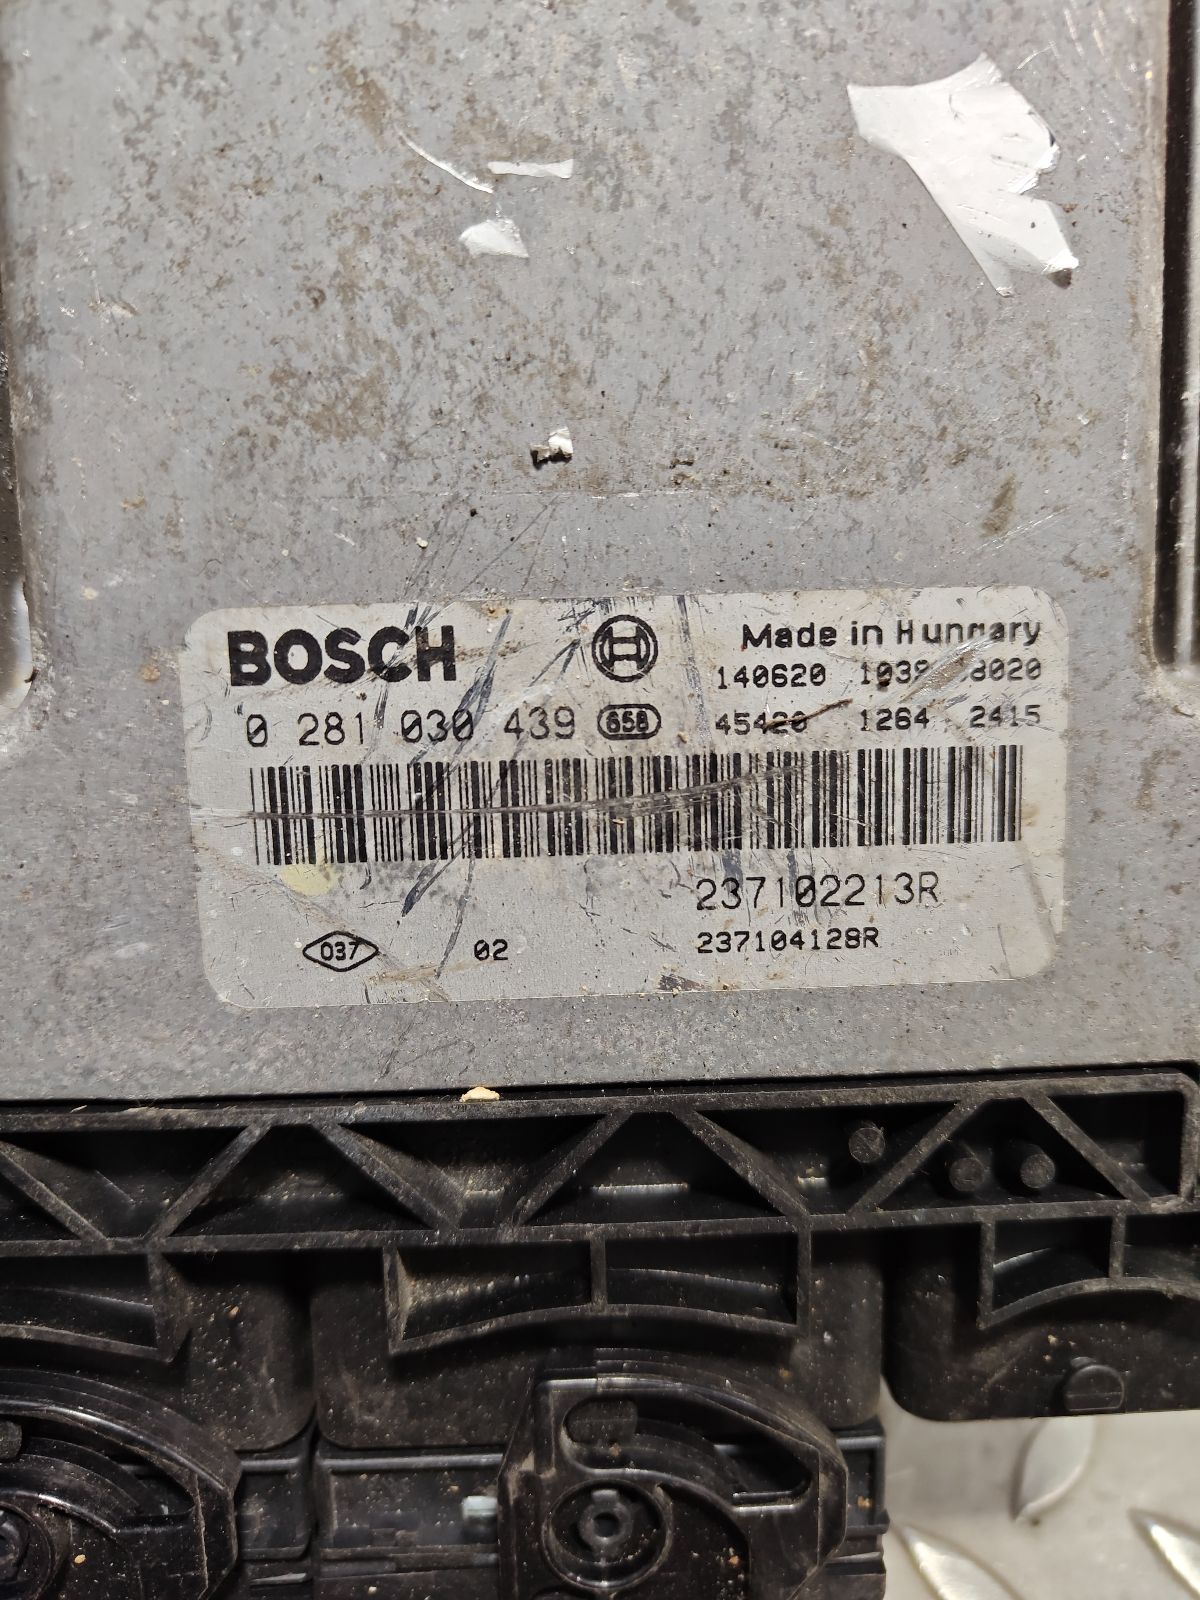 BOSCH
Made in Hungary
140620
0 281 030 439 658
45420 1264 2415
237102213R
037 02 237104128R